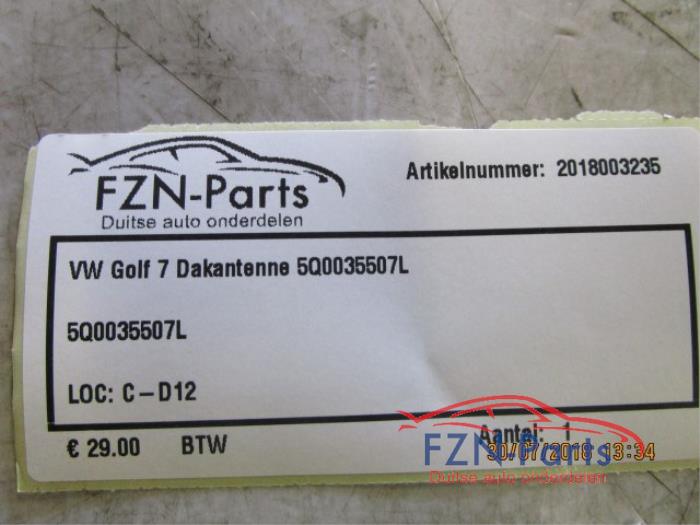 FZN-Parts
Duitse auto onderdelen
Artikelnummer: 2018003235
VW Golf 7 Dakantenne 5Q0035507L
5Q0035507L
LOC: C-D12
€ 29.00 BTW Aantal: 1
30/07/2018 13:34
FZN-Parts
Duitse auto onderdelen